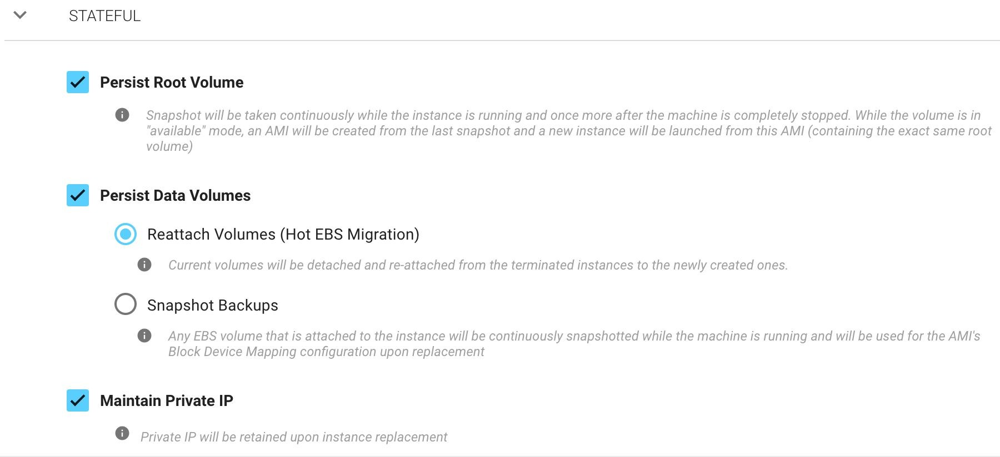 STATEFUL
Persist Root Volume
Snapshot will be taken continuously while the instance is running and once more after the machine is completely stopped. While the volume is in
"available" mode, an AMI will be created from the last snapshot and a new instance will be launched from this AMI (containing the exact same root
volume)
Persist Data Volumes
Reattach Volumes (Hot EBS Migration)
Current volumes will be detached and re-attached from the terminated instances to the newly created ones.
Snapshot Backups
Any EBS volume that is attached to the instance will be continuously snapshotted while the machine is running and will be used for the AMI's
Block Device Mapping configuration upon replacement
Maintain Private IP
Private IP will be retained upon instance replacement